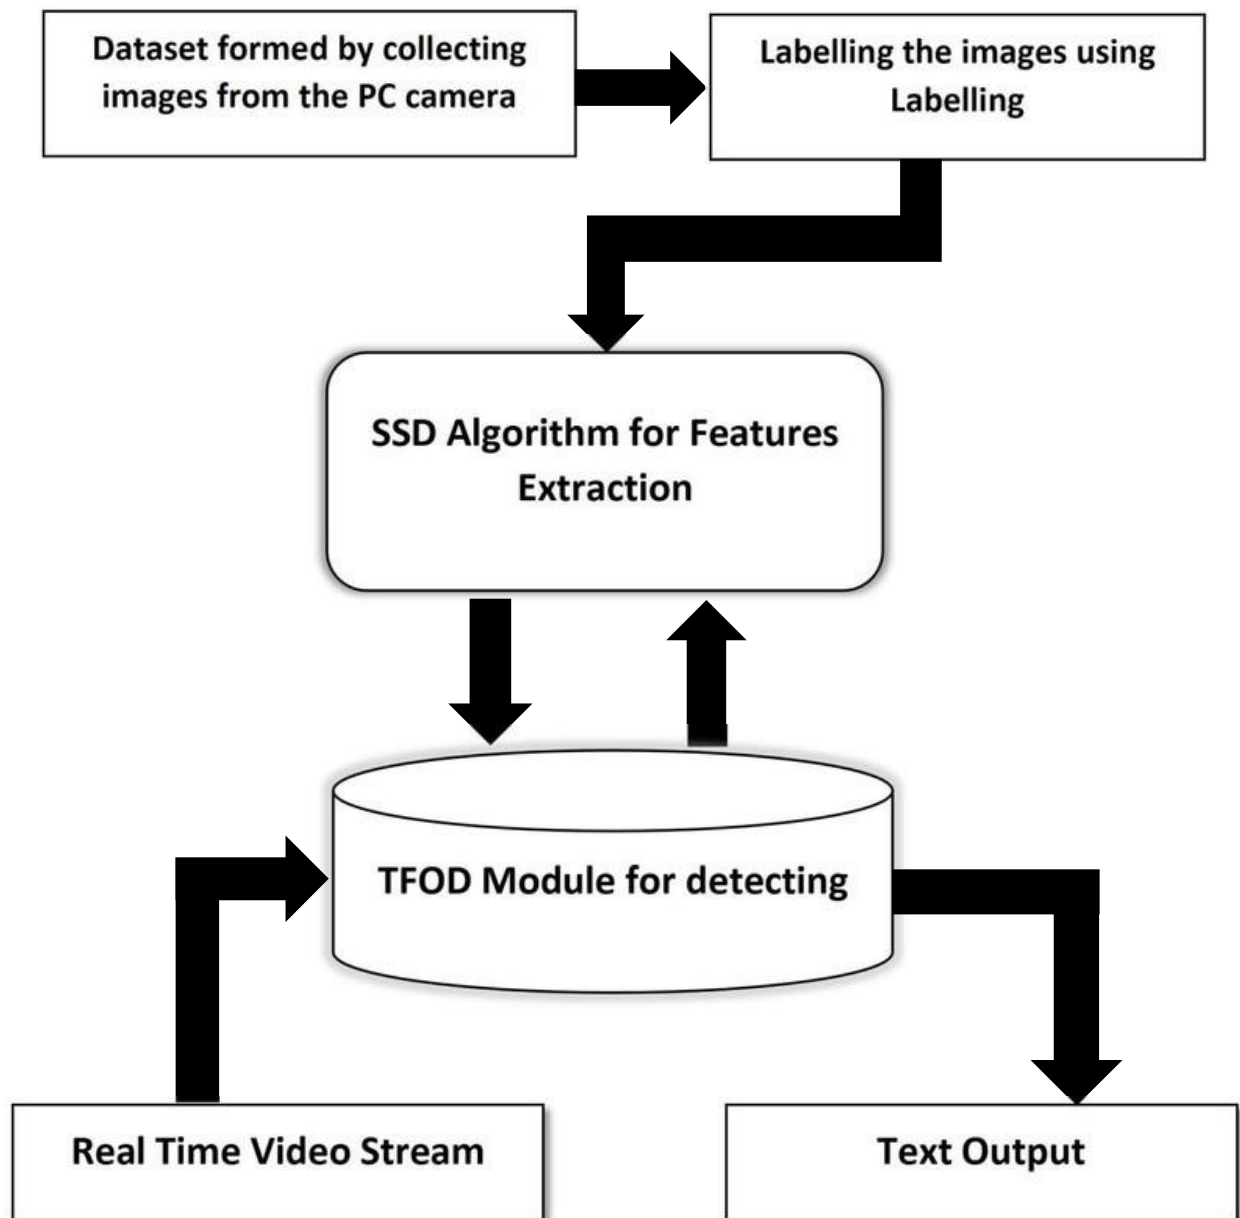 Dataset formed by collecting
images from the PC camera
Labelling the images using
Labelling
SSD Algorithm for Features
Extraction
TFOD Module for detecting
Real Time Video Stream
Text Output